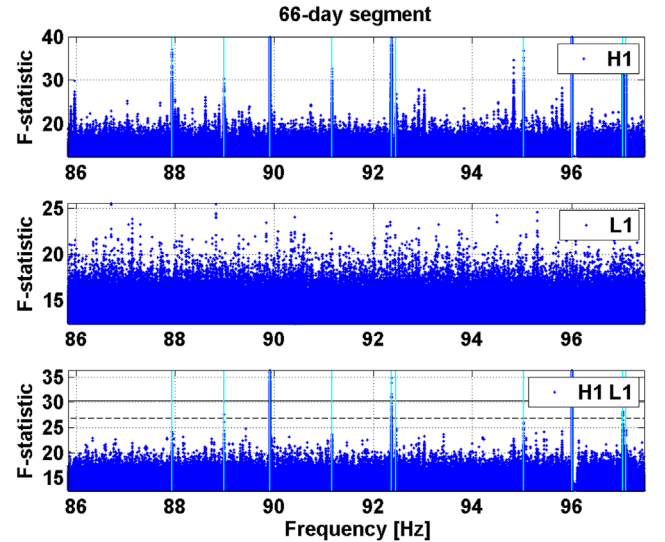 66-day segment
F-statistic
40
30
20
H1
86 88 90 92 94 96
F-statistic
25
20
15
L1
86 88 90 92 94 96
F-statistic
35
30
25
20
15
H1 L1
86 88 90 92 94 96
Frequency [Hz]